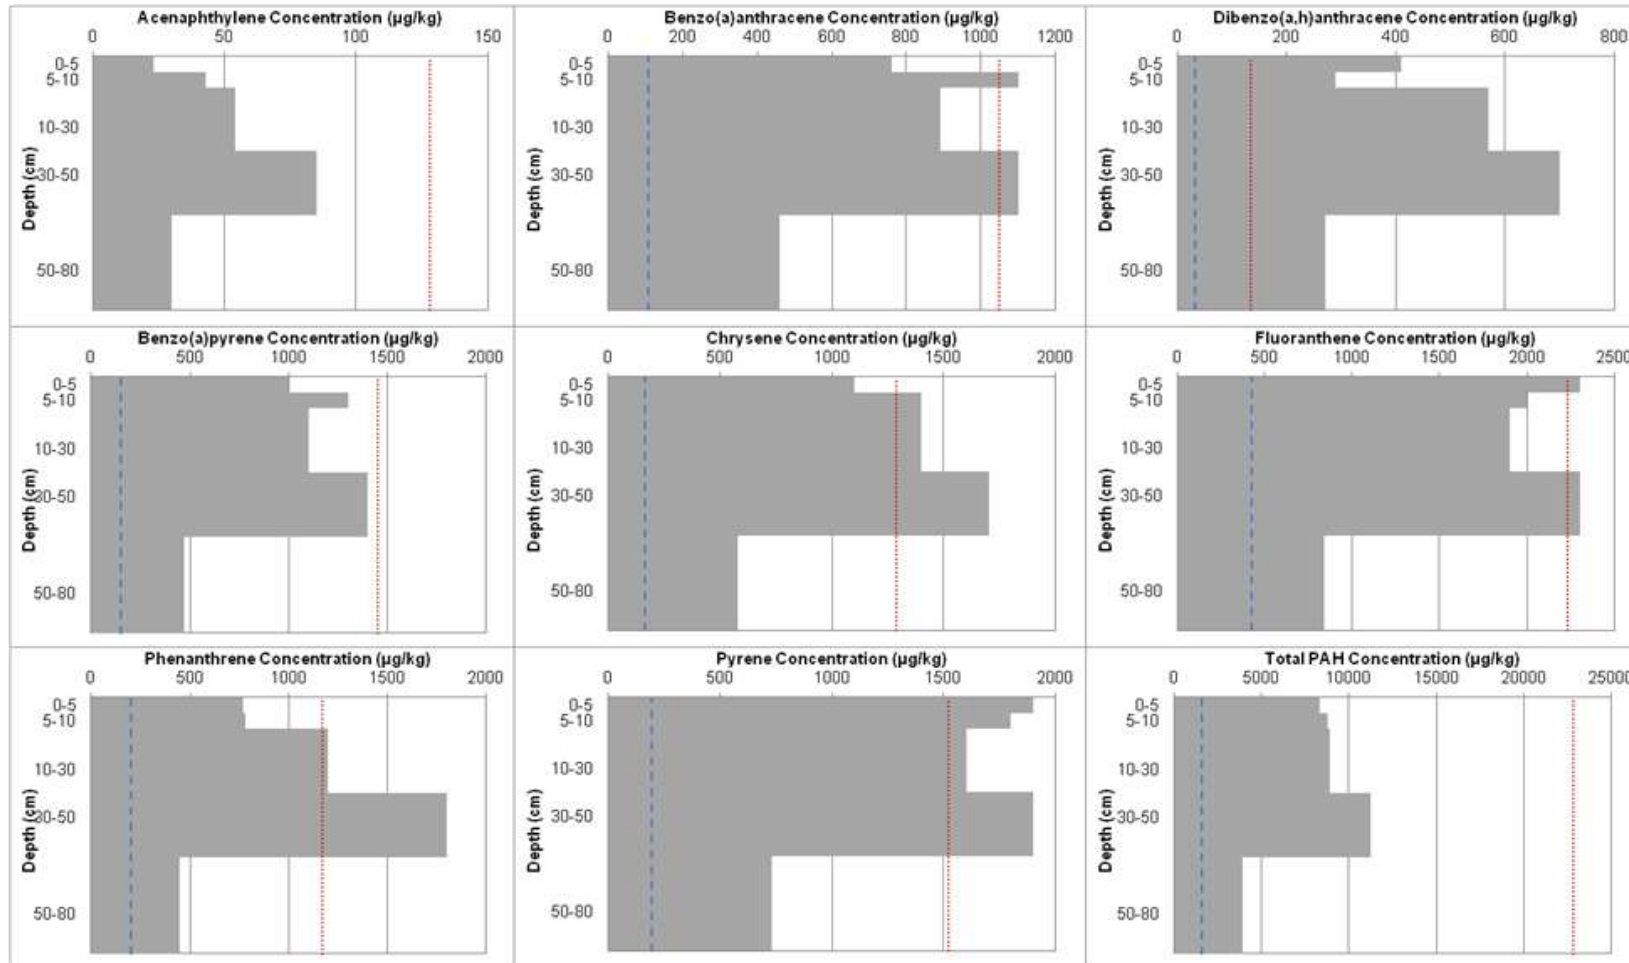 Acenaphthylene Concentration (µg/kg)
0 50 100 150
0-5
5-10
10-30
30-50
50-80
Depth (cm)
Benzo(a)anthracene Concentration (µg/kg)
0 200 400 600 800 1000 1200
0-5
5-10
10-30
30-50
50-80
Depth (cm)
Dibenzo(a,h)anthracene Concentration (µg/kg)
0 200 400 600 800
0-5
5-10
10-30
30-50
50-80
Depth (cm)
Benzo(a)pyrene Concentration (µg/kg)
0 500 1000 1500 2000
0-5
5-10
10-30
30-50
50-80
Depth (cm)
Chrysene Concentration (µg/kg)
0 500 1000 1500 2000
0-5
5-10
10-30
30-50
50-80
Depth (cm)
Fluoranthene Concentration (µg/kg)
0 500 1000 1500 2000 2500
0-5
5-10
10-30
30-50
50-80
Depth (cm)
Phenanthrene Concentration (µg/kg)
0 500 1000 1500 2000
0-5
5-10
10-30
30-50
50-80
Depth (cm)
Pyrene Concentration (µg/kg)
0 500 1000 1500 2000
0-5
5-10
10-30
30-50
50-80
Depth (cm)
Total PAH Concentration (µg/kg)
0 5000 10000 15000 20000 25000
0-5
5-10
10-30
30-50
50-80
Depth (cm)